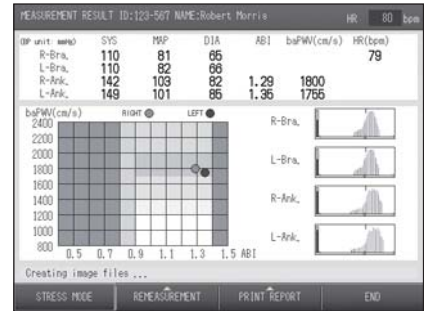 MEASUREMENT RESULT ID:123-567 NAME:Robert Morris HR 80 bpm
(BP unit: mmHg) SYS MAP DIA ABI baPWV(cm/s) HR(bpm)
R-Bra. 110 81 65 79
L-Bra. 110 82 66
R-Ank. 142 103 82 1.29 1800
L-Ank. 149 101 85 1.35 1755
baPWV(cm/s) RIGHT LEFT
2400
2200
2000
1800
1600
1400
1200
1000
800
0.5 0.7 0.9 1.1 1.3 1.5 ABI
R-Bra.
L-Bra.
R-Ank.
L-Ank.
Creating image files ...
STRESS MODE REMEASUREMENT PRINT REPORT END